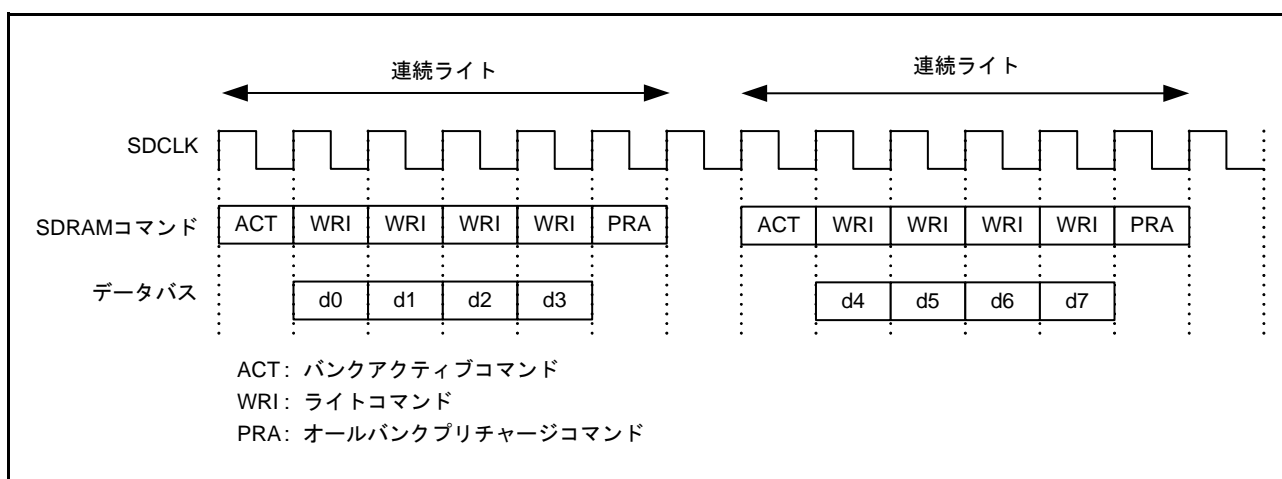 連続ライト 連続ライト
SDCLK
SDRAMコマンド ACT WRI WRI WRI WRI PRA ACT WRI WRI WRI WRI PRA
データバス d0 d1 d2 d3 d4 d5 d6 d7
ACT: バンクアクティブコマンド
WRI: ライトコマンド
PRA: オールバンクプリチャージコマンド